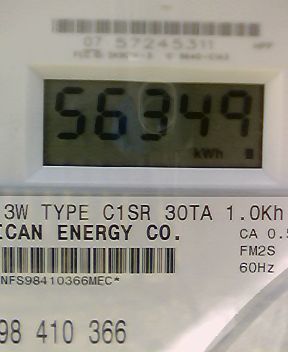 07 57245311
56349
kWh
3W TYPE C1SR 30TA 1.0Kh
ICAN ENERGY CO.
CA 0.5
FM2S
60Hz
NFS98410366MEC*
98 410 366